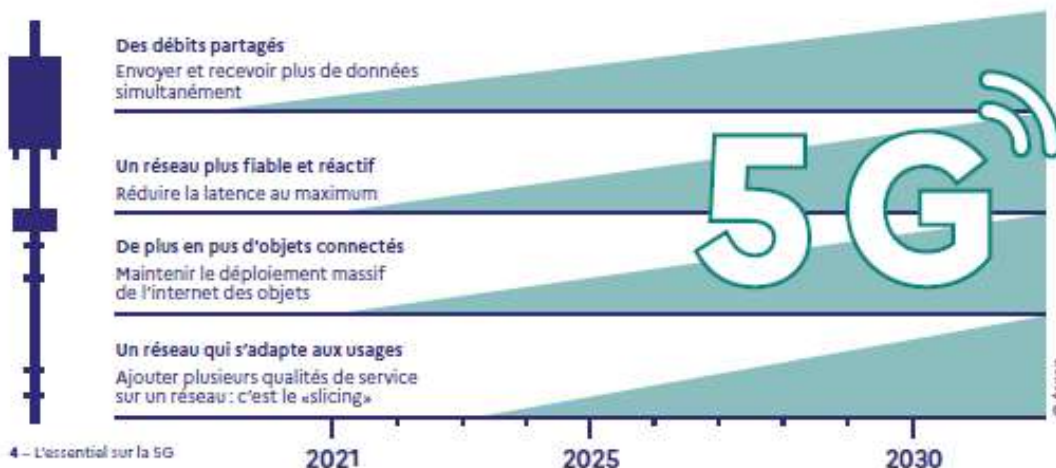 Des débits partagés
Envoyer et recevoir plus de données
simultanément
Un réseau plus fiable et réactif
Réduire la latence au maximum
De plus en pus d'objets connectés
Maintenir le déploiement massif
de l'internet des objets
Un réseau qui s'adapte aux usages
Ajouter plusieurs qualités de service
sur un réseau : c'est le «slicing»
5G
4 – L'essentiel sur la 5G
2021
2025
2030